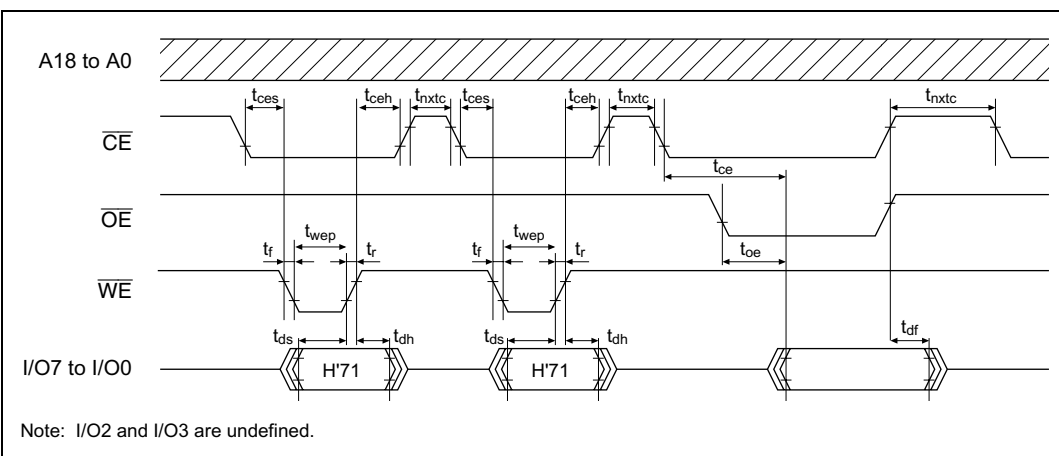 A18 to A0
tces tceh tnxtc tces tceh tnxtc tnxtc
CE
tce
OE
twep twep
tf tr tf tr toe
WE
tds tdh tds tdh tdf
I/O7 to I/O0 H'71 H'71
Note: I/O2 and I/O3 are undefined.